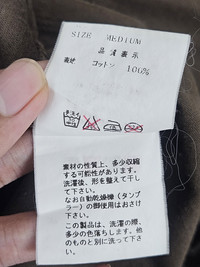 SIZE MEDIUM
品質表示
表地 コットン 100%
素材の性質上、多少収縮
する可能性があります。
洗濯後、形を整えて干し
て下さい。
なお自動乾燥機(タンブ
ラー)の御使用はおさけ
下さい。
この製品は、洗濯の際、
多少の色落ちします。他
のものと別に洗って下さ
い。